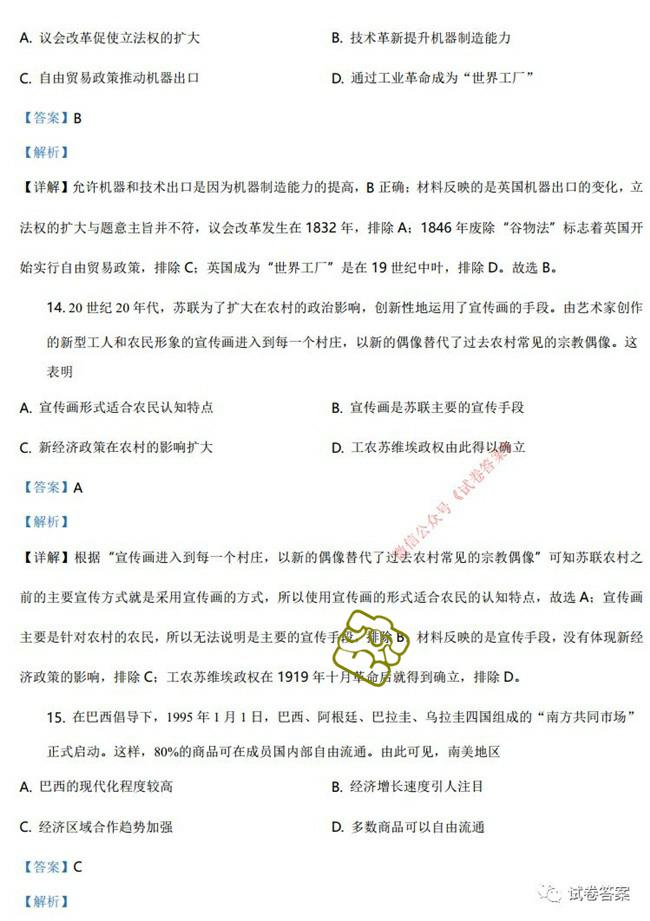 A. 议会改革促使立法权的扩大 B. 技术革新提升机器制造能力
C. 自由贸易政策推动机器出口 D. 通过工业革命成为“世界工厂”
【答案】B
【解析】
【详解】允许机器和技术出口是因为机器制造能力的提高，B 正确；材料反映的是英国机器出口的变化，立
法权的扩大与题意主旨并不符，议会改革发生在 1832 年，排除 A；1846 年废除“谷物法”标志着英国开
始实行自由贸易政策，排除 C；英国成为“世界工厂”是在 19 世纪中叶，排除 D。故选 B。
14. 20 世纪 20 年代，苏联为了扩大在农村的政治影响，创新性地运用了宣传画的手段。由艺术家创作
的新型工人和农民形象的宣传画进入到每一个村庄，以新的偶像替代了过去农村常见的宗教偶像。这
表明
A. 宣传画形式适合农民认知特点 B. 宣传画是苏联主要的宣传手段
C. 新经济政策在农村的影响扩大 D. 工农苏维埃政权由此得以确立
【答案】A
【解析】
【详解】根据“宣传画进入到每一个村庄，以新的偶像替代了过去农村常见的宗教偶像”可知苏联农村之
前的主要宣传方式就是采用宣传画的方式，所以使用宣传画的形式适合农民的认知特点，故选 A；宣传画
主要是针对农村的农民，所以无法说明是主要的宣传手段，排除 B；材料反映的是宣传手段，没有体现新经
济政策的影响，排除 C；工农苏维埃政权在 1919 年十月革命后就得到确立，排除 D。
15. 在巴西倡导下，1995 年 1 月 1 日，巴西、阿根廷、巴拉圭、乌拉圭四国组成的“南方共同市场”
正式启动。这样，80%的商品可在成员国内部自由流通。由此可见，南美地区
A. 巴西的现代化程度较高 B. 经济增长速度引人注目
C. 经济区域合作趋势加强 D. 多数商品可以自由流通
【答案】C
【解析】
微信公众号《试卷答案》
试卷答案